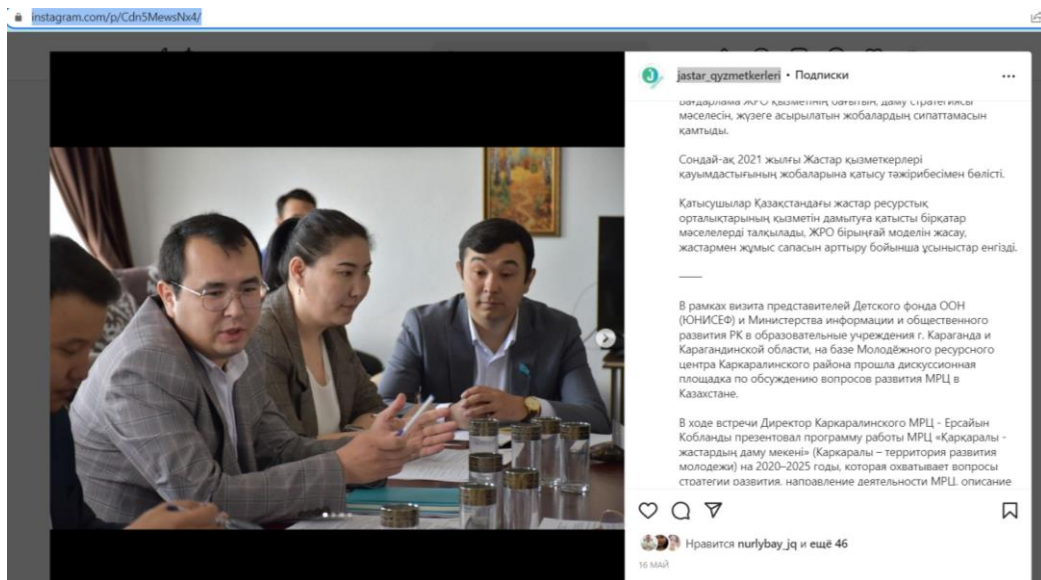 instagram.com/p/Cdn5MewsNx4/
jastar_qyzmetkerleri • Подписки
Бағдарлама ЖРО қызметінің бағытын, даму стратегиясы
мәселесін, жүзеге асырылатын жобалардың сипаттамасын
қамтыды.
Сондай-ақ 2021 жылғы Жастар қызметкерлері
қауымдастығының жобаларына қатысу тәжірибесімен бөлісті.
Қатысушылар Қазақстандағы жастар ресурстық
орталықтарының қызметін дамытуға қатысты бірқатар
мәселелерді талқылады, ЖРО бірыңғай моделін жасау,
жастармен жұмыс сапасын арттыру бойынша ұсыныстар енгізді.
В рамках визита представителей Детского фонда ООН
(ЮНИСЕФ) и Министерства информации и общественного
развития РК в образовательные учреждения г. Караганда и
Карагандинской области, на базе Молодёжного ресурсного
центра Каркаралинского района прошла дискуссионная
площадка по обсуждению вопросов развития МРЦ в
Казахстане.
В ходе встречи Директор Каркаралинского МРЦ - Ерсайын
Кобланды презентовал программу работы МРЦ «Қарқаралы -
жастардың даму мекені» (Каркаралы – территория развития
молодежи) на 2020–2025 годы, которая охватывает вопросы
стратегии развития, направление деятельности МРЦ, описание
Нравится nurlybay_jq и ещё 46
16 МАЙ